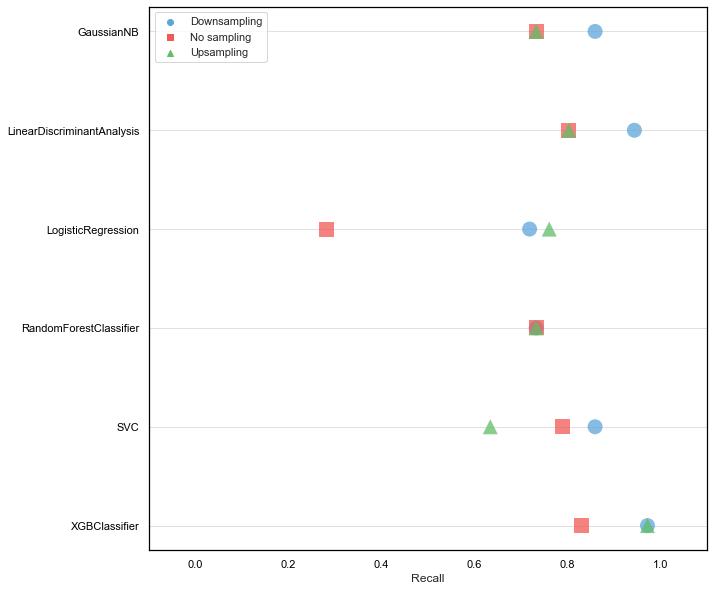 Downsampling
No sampling
Upsampling
GaussianNB
LinearDiscriminantAnalysis
LogisticRegression
RandomForestClassifier
SVC
XGBClassifier
0.0 0.2 0.4 0.6 0.8 1.0
Recall